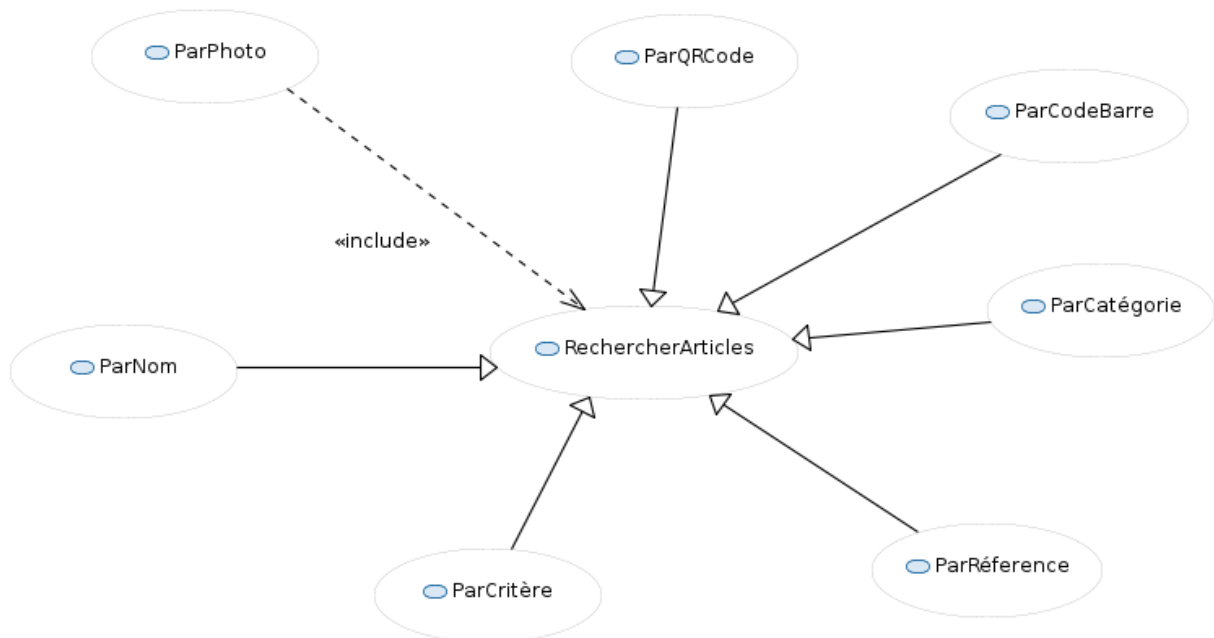 ParPhoto
ParQRCode
ParCodeBarre
«include»
ParCatégorie
RechercherArticles
ParNom
ParCritère
ParRéference